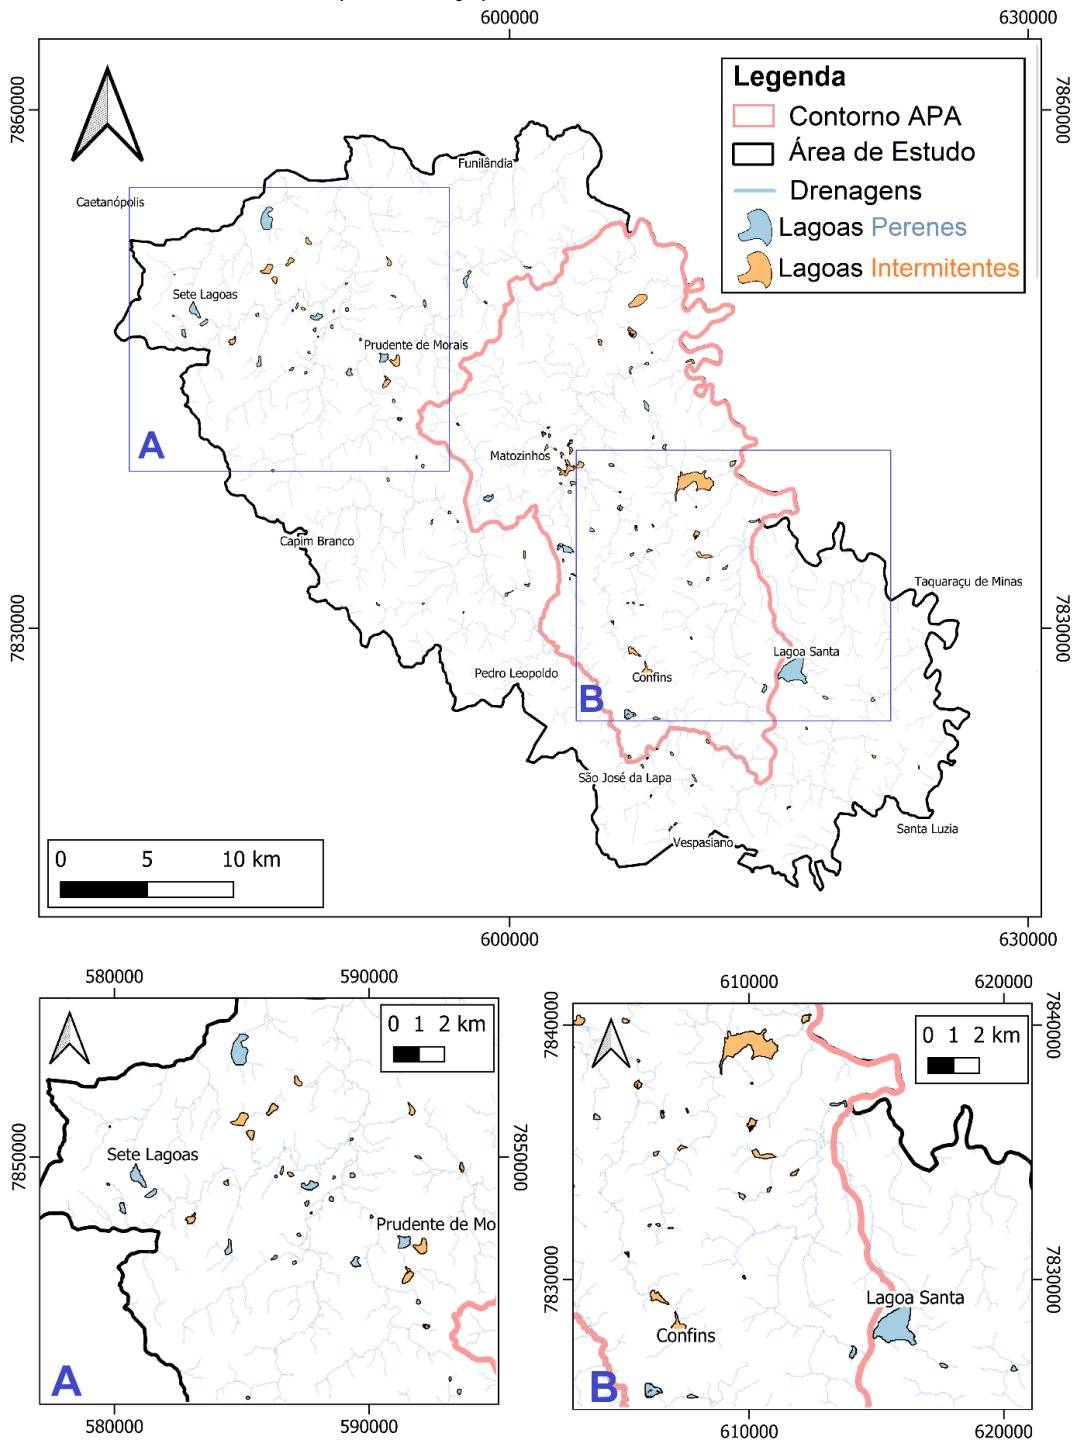 600000
630000
7860000
7860000
Legenda
Contorno APA
Área de Estudo
Drenagens
Lagoas Perenes
Lagoas Intermitentes
Funilândia
Caetanópolis
Sete Lagoas
Prudente de Morais
A
Matozinhos
Capim Branco
Taquaraçu de Minas
7830000
7830000
Lagoa Santa
Pedro Leopoldo
Confins
B
São José da Lapa
Santa Luzia
Vespasiano
0 5 10 km
600000
630000
580000
590000
0 1 2 km
7850000
7850000
Sete Lagoas
Prudente de Mo
A
580000
590000
610000
620000
7840000
7840000
0 1 2 km
7830000
7830000
Lagoa Santa
Confins
B
610000
620000